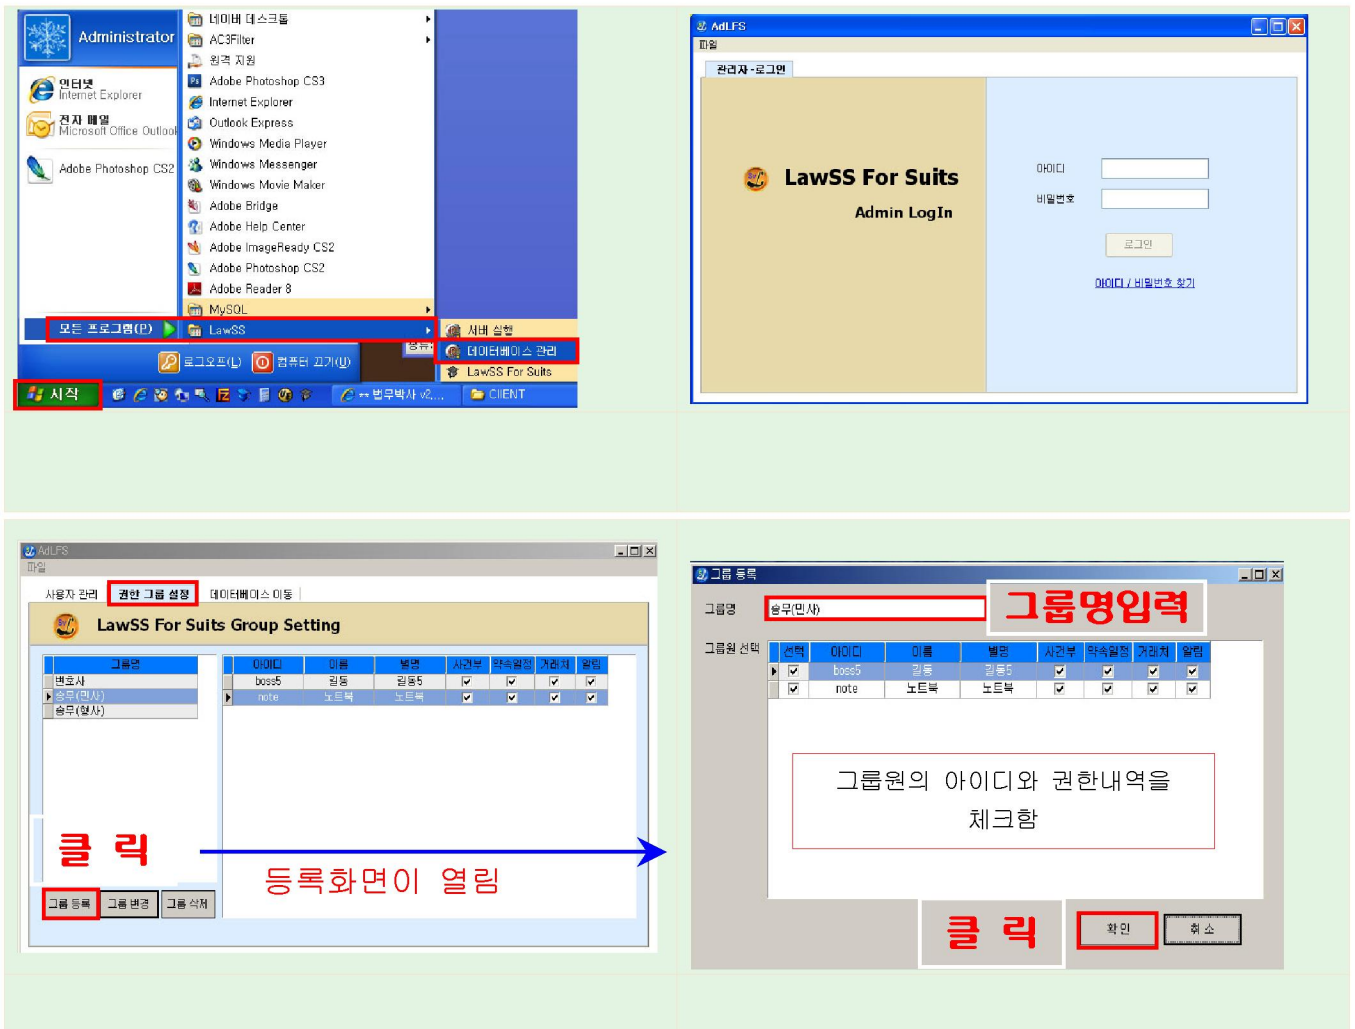 Administrator
인터넷
Internet Explorer
전자 메일
Microsoft Office Outlook
Adobe Photoshop CS2
네이버 데스크톱
AC3Filter
원격 지원
Adobe Photoshop CS3
Internet Explorer
Outlook Express
Windows Media Player
Windows Messenger
Windows Movie Maker
Adobe Bridge
Adobe Help Center
Adobe ImageReady CS2
Adobe Photoshop CS2
Adobe Reader 8
MySQL
모든 프로그램(P)
LawSS
서버 실행
데이터베이스 관리
LawSS For Suits
로그오프(L) 컴퓨터 끄기(U)
시작
** 법무박사 v2,...
ClIENT
AdLFS
파일
관리자-로그인
LawSS For Suits
Admin LogIn
아이디
비밀번호
로그인
아이디 / 비밀번호 찾기
AdLFS
파일
사용자 관리 권한 그룹 설정 데이터베이스 이동
LawSS For Suits Group Setting
그룹명
변호사
송무(민사)
송무(형사)
아이디 이름 별명 사건부 약속일정 거래처 알림
boss5 길동 길동5
note 노트북 노트북
클 릭
등록화면이 열림
그룹 등록 그룹 변경 그룹 삭제
그룹 등록
그룹명 송무(민사) 그룹명입력
그룹원 선택
선택 아이디 이름 별명 사건부 약속일정 거래처 알림
boss5 길동 길동5
note 노트북 노트북
그룹원의 아이디와 권한내역을
체크함
클 릭
확인 취소